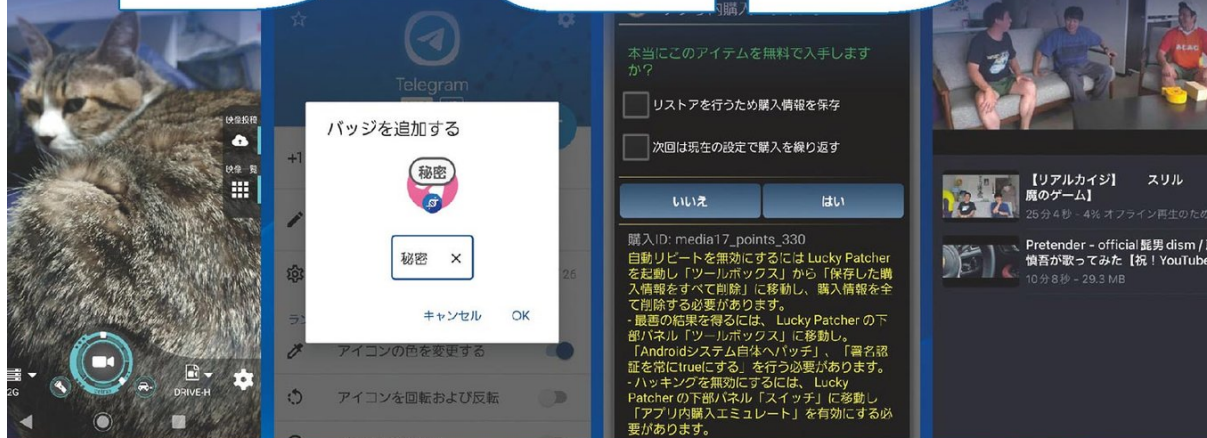 映像投稿
映像一覧
2G
DRIVE-H
Telegram
+1
バッジを追加する
秘密
秘密 ×
26
キャンセル OK
アイコンの色を変更する
アイコンを回転および反転
本当にこのアイテムを無料で入手します
か？
リストアを行うため購入情報を保存
次回は現在の設定で購入を繰り返す
いいえ はい
購入ID: media17_points_330
自動リピートを無効にするには Lucky Patcher
を起動し「ツールボックス」から「保存した購
入情報をすべて削除」に移動し、購入情報を全
て削除する必要があります。
- 最善の結果を得るには、 Lucky Patcher の下
部パネル「ツールボックス」に移動し。
「Androidシステム自体へパッチ」、「署名認
証を常にtrueにする」を行う必要があります。
- ハッキングを無効にするには、 Lucky
Patcher の下部パネル「スイッチ」に移動し
「アプリ内購入エミュレート」を有効にする必
要があります。
【リアルカイジ】 スリル
魔のゲーム】
25分4秒 - 4% オフライン再生のため
Pretender - official髭男dism /
慎吾が歌ってみた【祝！YouTube
10分8秒 - 29.3 MB